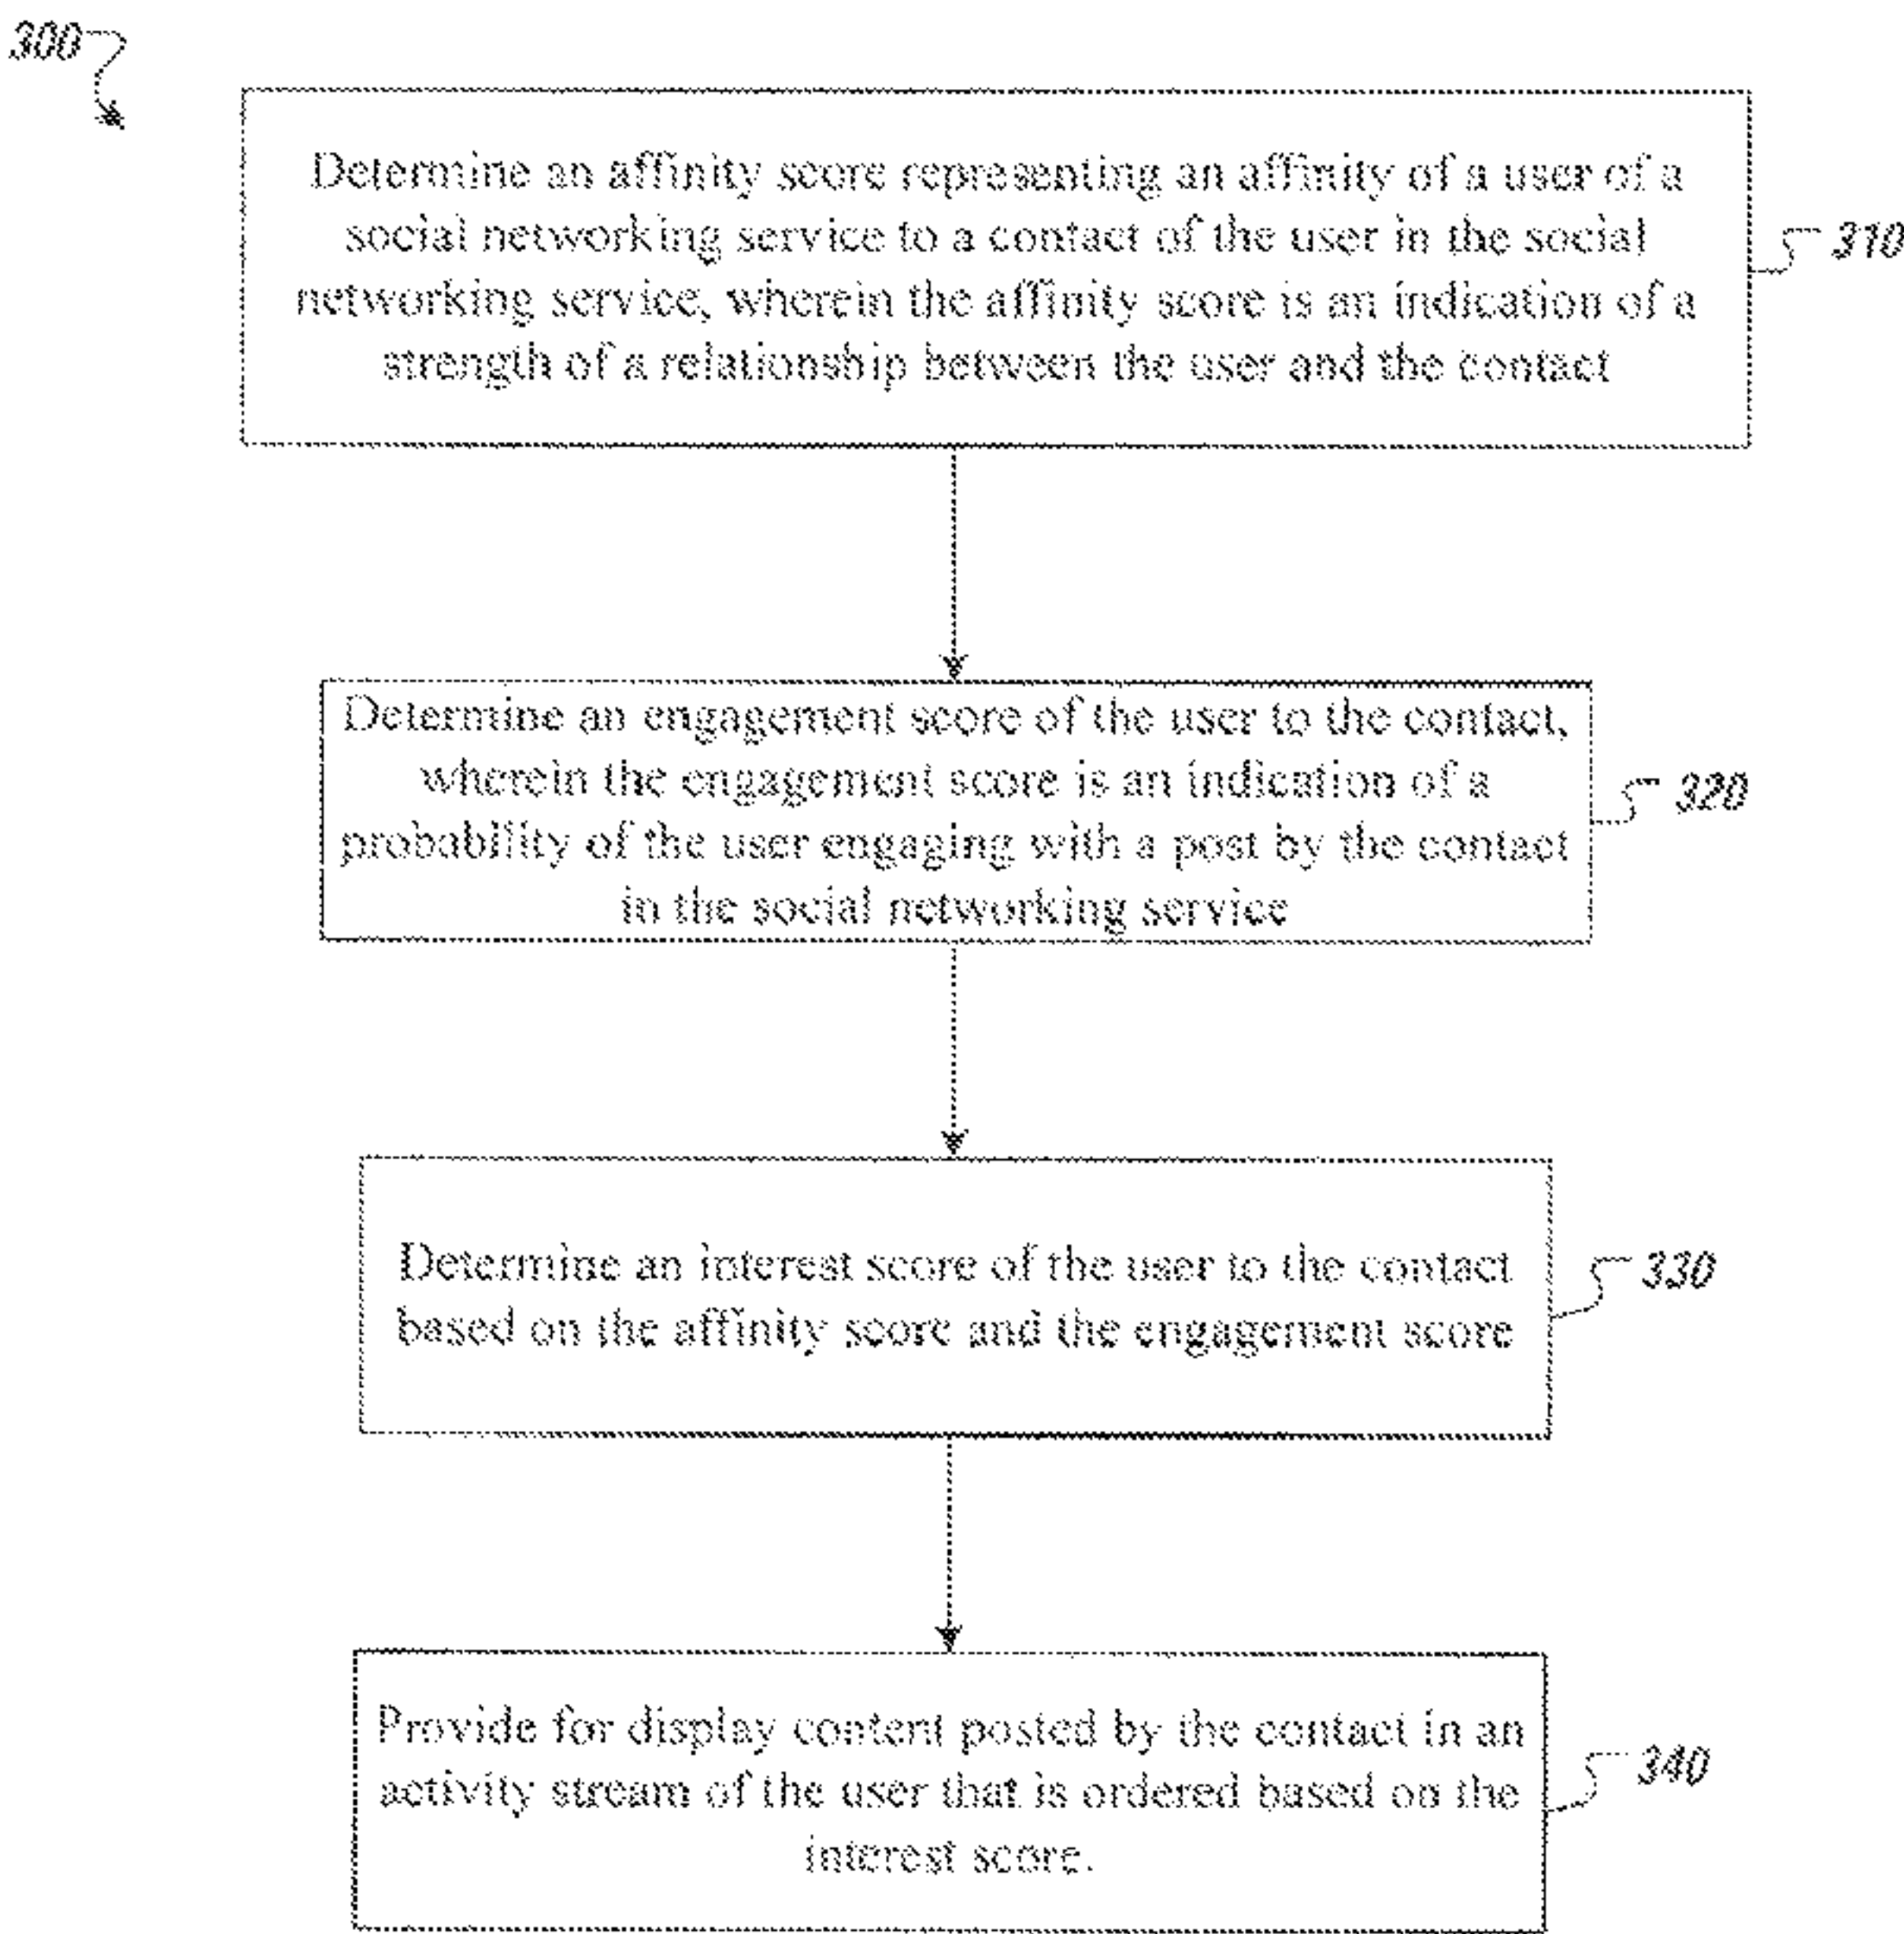 300
Determine an affinity score representing an affinity of a user of a
social networking service to a contact of the user in the social
networking service, wherein the affinity score is an indication of a
strength of a relationship between the user and the contact
310
Determine an engagement score of the user to the contact,
wherein the engagement score is an indication of a
probability of the user engaging with a post by the contact
in the social networking service
320
Determine an interest score of the user to the contact
based on the affinity score and the engagement score
330
Provide for display content posted by the contact in an
activity stream of the user that is ordered based on the
interest score.
340